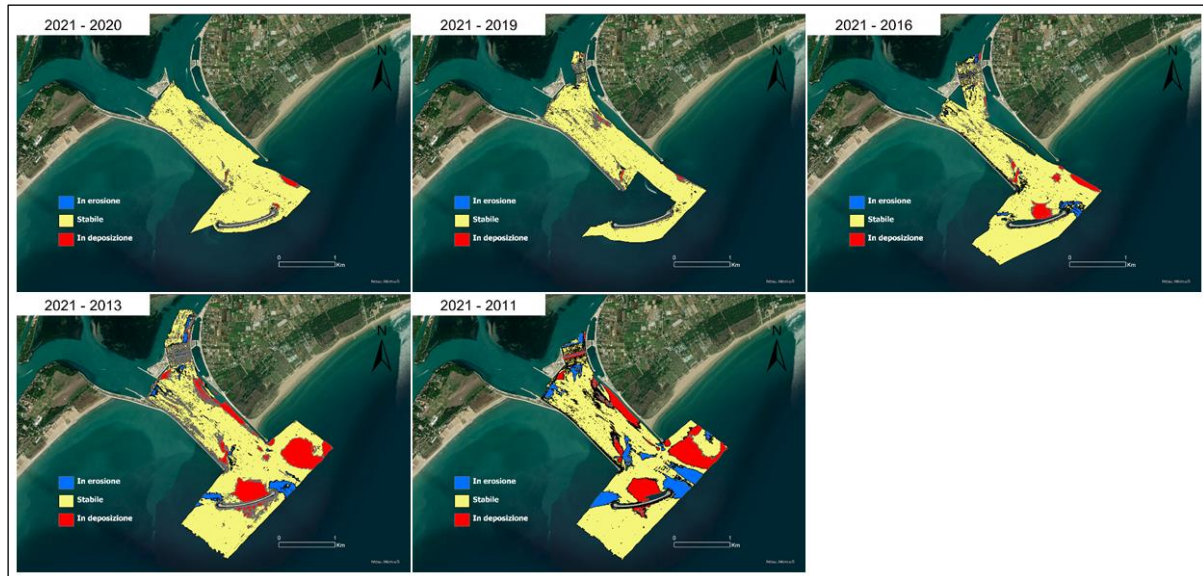 2021 - 2020
N
In erosione
Stabile
In deposizione
0 1
Km
2021 - 2019
N
In erosione
Stabile
In deposizione
0 1
Km
2021 - 2016
N
In erosione
Stabile
In deposizione
0 1
Km
2021 - 2013
N
In erosione
Stabile
In deposizione
0 1
Km
2021 - 2011
N
In erosione
Stabile
In deposizione
0 1
Km